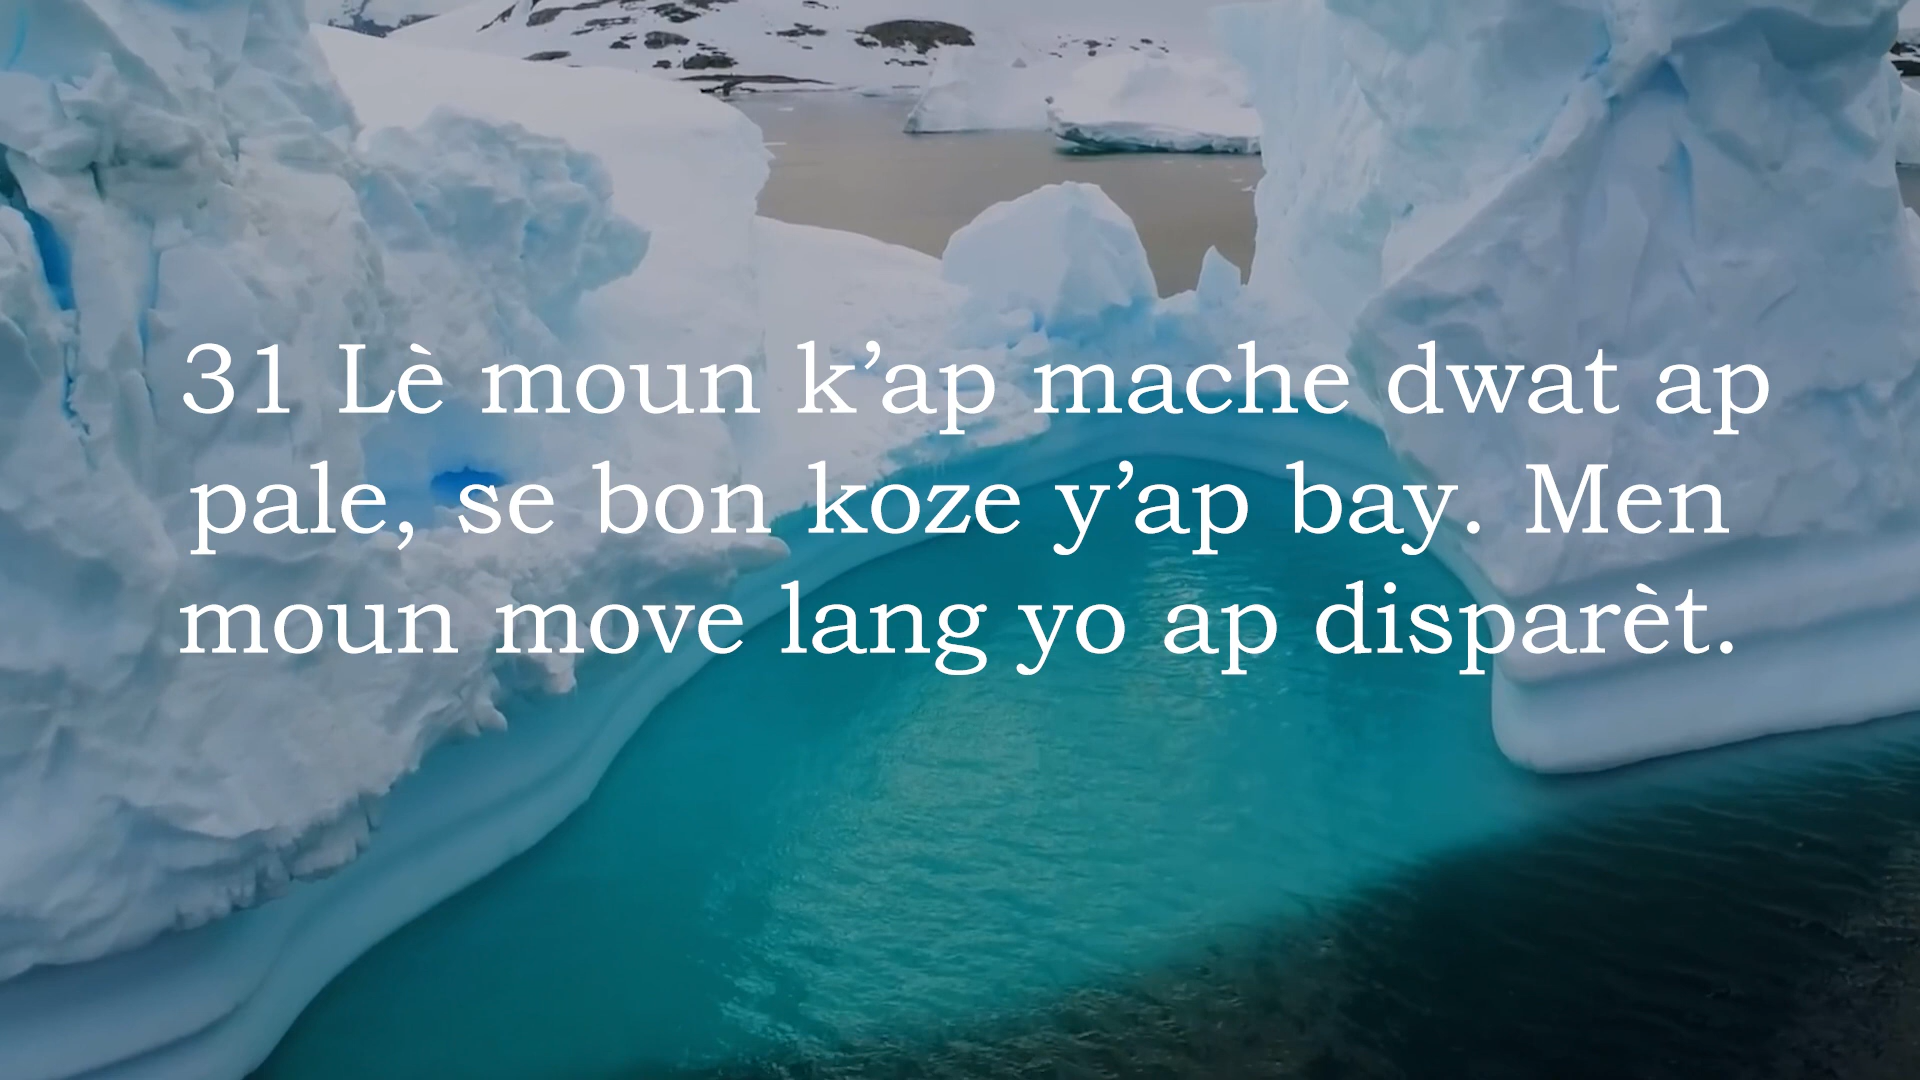 31 Lè moun k’ap mache dwat ap
pale, se bon koze y’ap bay. Men
moun move lang yo ap disparèt.